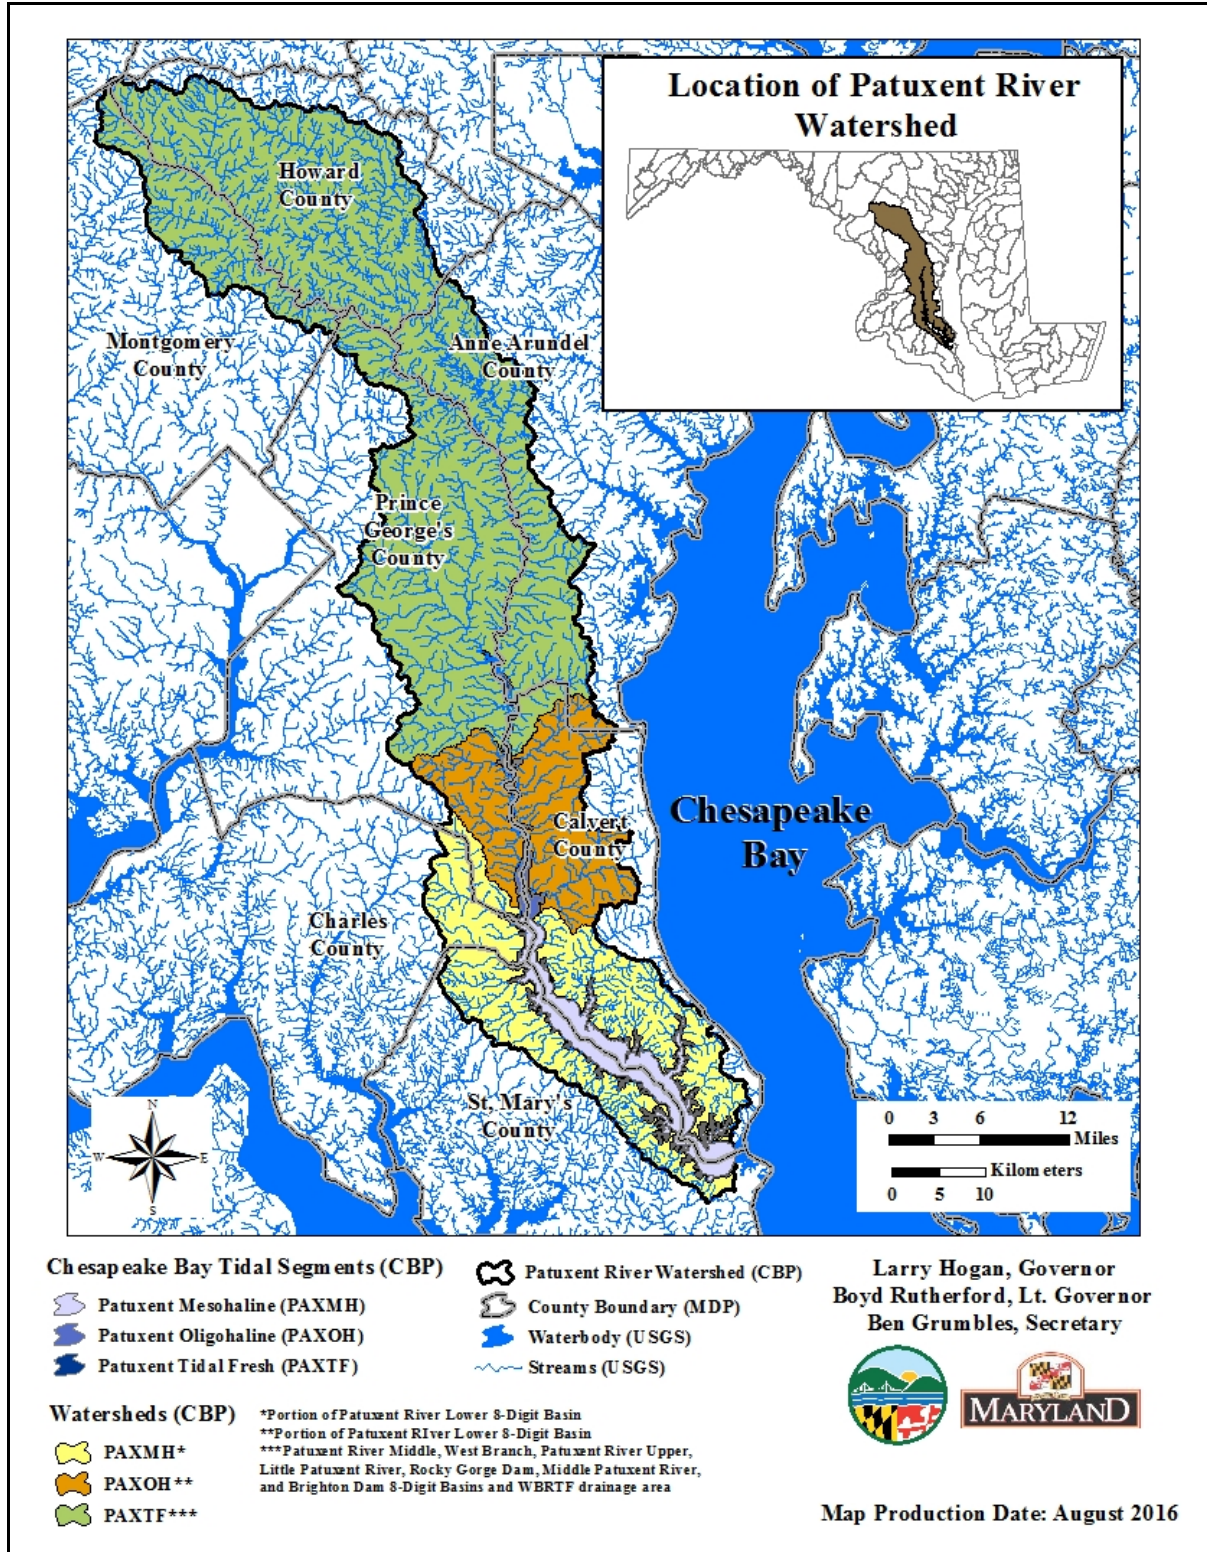 Location of Patuxent River
Watershed
Howard
County
Montgomery
County
Anne Arundel
County
Prince
George's
County
Calvert
County
Chesapeake
Bay
Charles
County
St, Mary's
County
N
W
E
S
0 3 6 12
Miles
Kilometers
0 5 10
Chesapeake Bay Tidal Segments (CBP)
Patuxent Mesohaline (PAXMH)
Patuxent Oligohaline (PAXOH)
Patuxent Tidal Fresh (PAXTF)
Patuxent River Watershed (CBP)
County Boundary (MDP)
Waterbody (USGS)
Streams (USGS)
Larry Hogan, Governor
Boyd Rutherford, Lt. Governor
Ben Grumbles, Secretary
MARYLAND
Watersheds (CBP)
PAXMH*
PAXOH**
PAXTF***
*Portion of Patuxent River Lower 8-Digit Basin
**Portion of Patuxent RIver Lower 8-Digit Basin
***Patuxent River Middle, West Branch, Patuxent River Upper,
Little Patuxent River, Rocky Gorge Dam, Middle Patuxent River,
and Brighton Dam 8-Digit Basins and WBRTF drainage area
Map Production Date: August 2016